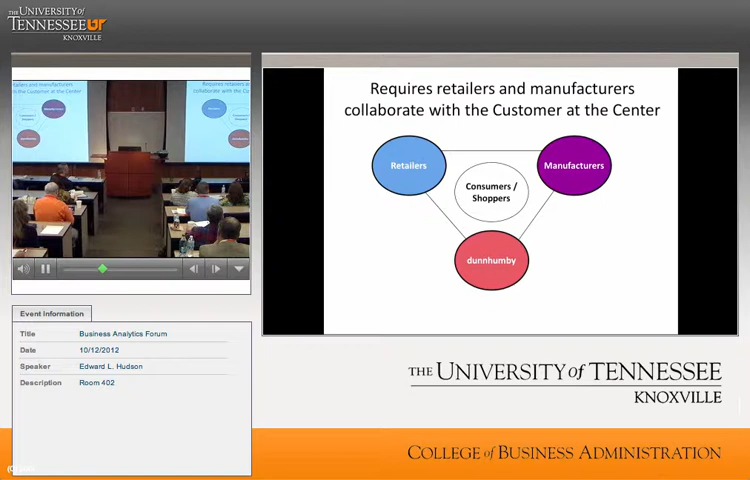 THE UNIVERSITY of
TENNESSEE UT
KNOXVILLE
Requires retailers and manufacturers
collaborate with the Customer at the Center
Retailers
Manufacturers
Consumers /
Shoppers
dunnhumby
Event Information
Title Business Analytics Forum
Date 10/12/2012
Speaker Edward L. Hudson
Description Room 402
THE UNIVERSITY of TENNESSEE
KNOXVILLE
COLLEGE of BUSINESS ADMINISTRATION